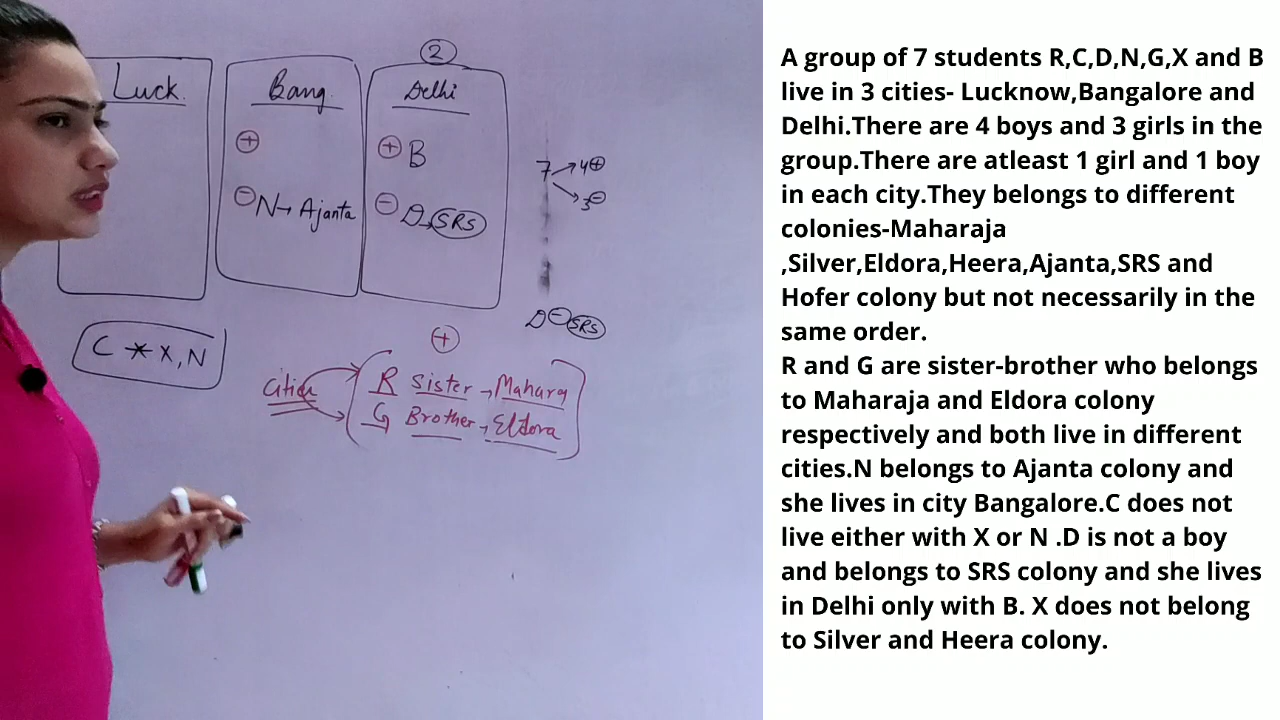 2
Luck.
Bang.
Delhi
+
+ B
- N→ Ajanta
- D→SRS
7 → 4 +
→ 3 -
D - SRS
C * X, N
+
Cities
R Sister → Maharaj
G Brother → Eldora
A group of 7 students R,C,D,N,G,X and B
live in 3 cities- Lucknow,Bangalore and
Delhi.There are 4 boys and 3 girls in the
group.There are atleast 1 girl and 1 boy
in each city.They belongs to different
colonies-Maharaja
,Silver,Eldora,Heera,Ajanta,SRS and
Hofer colony but not necessarily in the
same order.
R and G are sister-brother who belongs
to Maharaja and Eldora colony
respectively and both live in different
cities.N belongs to Ajanta colony and
she lives in city Bangalore.C does not
live either with X or N .D is not a boy
and belongs to SRS colony and she lives
in Delhi only with B. X does not belong
to Silver and Heera colony.